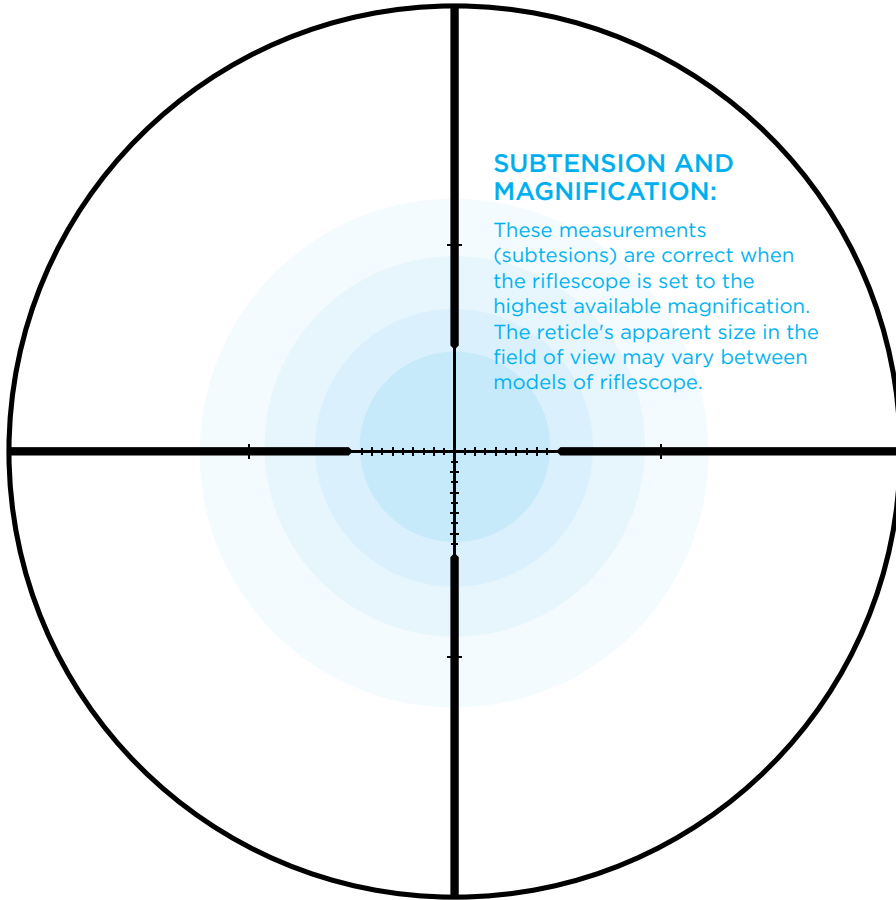 SUBTENSION AND
MAGNIFICATION:
These measurements
(subtesions) are correct when
the riflescope is set to the
highest available magnification.
The reticle's apparent size in the
field of view may vary between
models of riflescope.